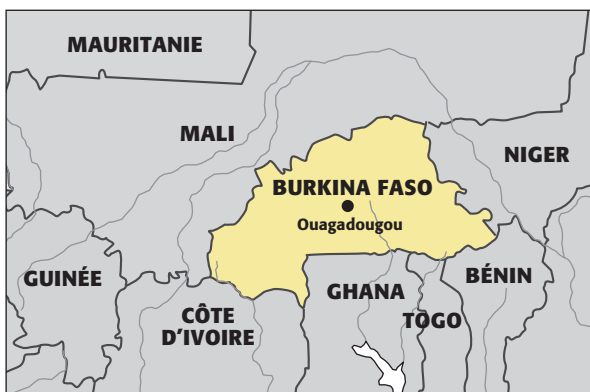 MAURITANIE
MALI
NIGER
BURKINA FASO
Ouagadougou
GUINÉE
BÉNIN
GHANA
CÔTE
D'IVOIRE
TOGO